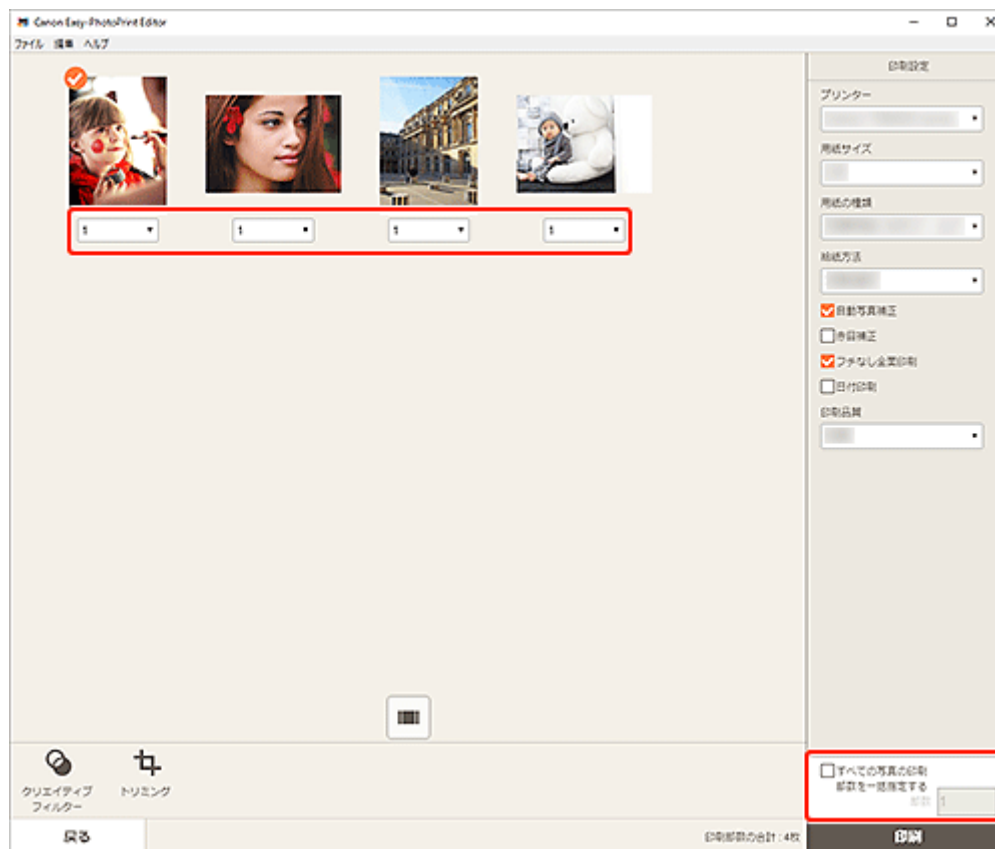 Canon Easy-PhotoPrint Editor
ファイル 編集 ヘルプ
1 1 1 1
印刷設定
プリンター
用紙サイズ
用紙の種類
給紙方法
自動写真補正
赤目補正
フチなし全面印刷
日付印刷
印刷品質
クリエイティブ
フィルター
トリミング
すべての写真の印刷
部数を一括指定する
部数 1
戻る
印刷部数の合計 : 4枚
印刷